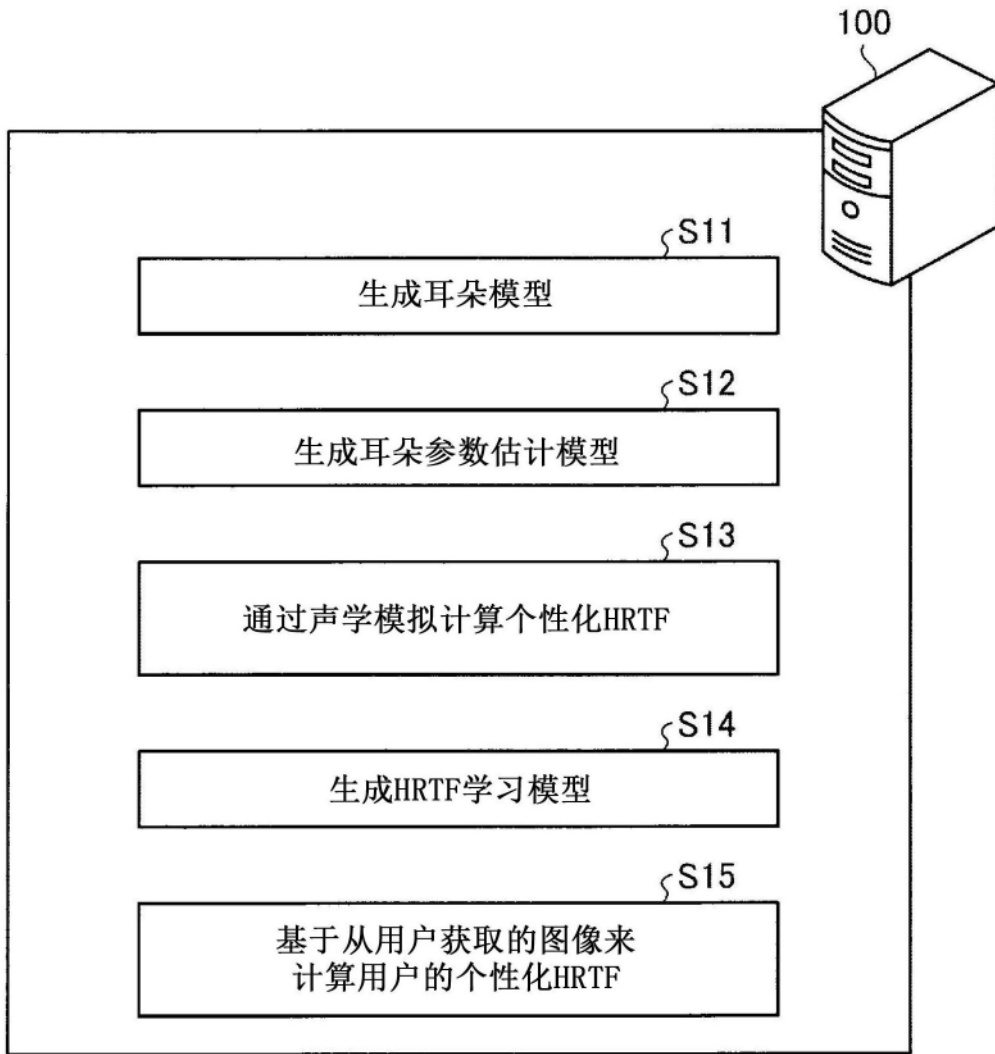 100
S11
生成耳朵模型
S12
生成耳朵参数估计模型
S13
通过声学模拟计算个性化HRTF
S14
生成HRTF学习模型
S15
基于从用户获取的图像来
计算用户的个性化HRTF